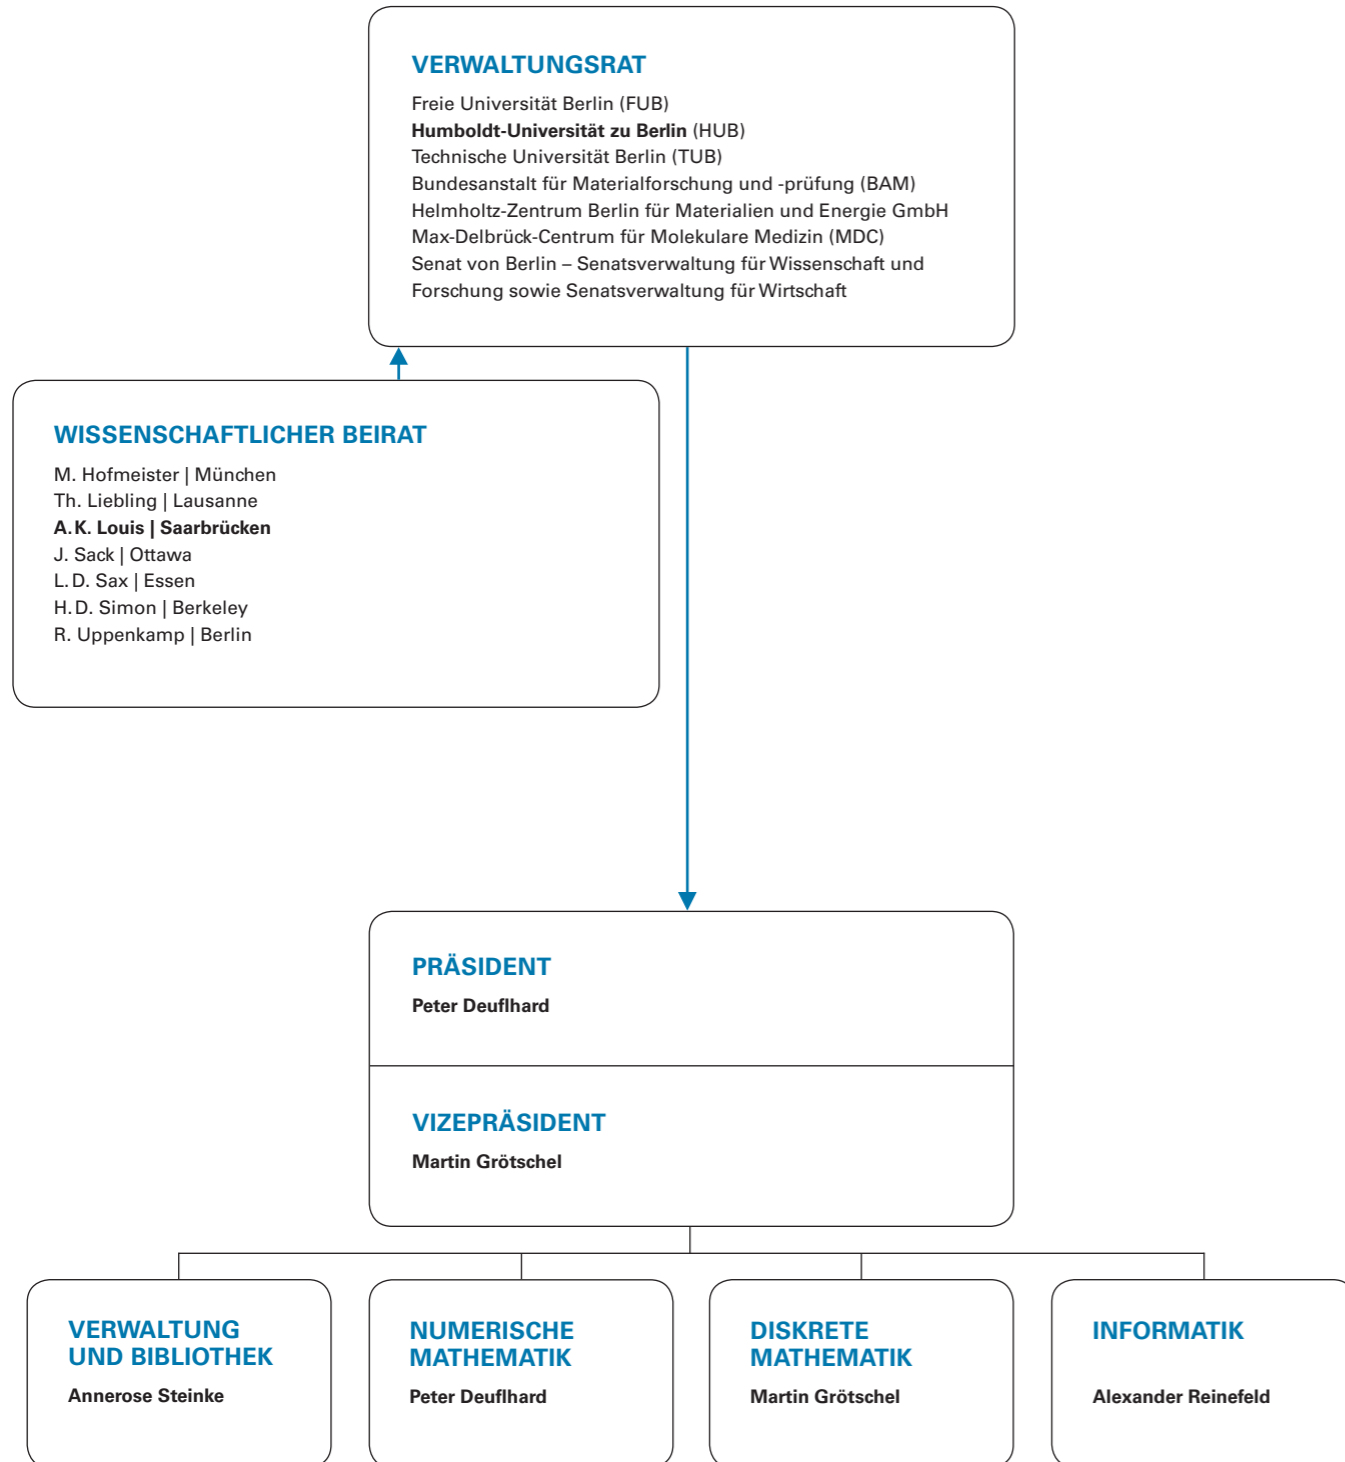 VERWALTUNGSRAT
Freie Universität Berlin (FUB)
Humboldt-Universität zu Berlin (HUB)
Technische Universität Berlin (TUB)
Bundesanstalt für Materialforschung und -prüfung (BAM)
Helmholtz-Zentrum Berlin für Materialien und Energie GmbH
Max-Delbrück-Centrum für Molekulare Medizin (MDC)
Senat von Berlin – Senatsverwaltung für Wissenschaft und
Forschung sowie Senatsverwaltung für Wirtschaft
WISSENSCHAFTLICHER BEIRAT
M. Hofmeister | München
Th. Liebling | Lausanne
A. K. Louis | Saarbrücken
J. Sack | Ottawa
L. D. Sax | Essen
H. D. Simon | Berkeley
R. Uppenkamp | Berlin
PRÄSIDENT
Peter Deuflhard
VIZEPRÄSIDENT
Martin Grötschel
VERWALTUNG
UND BIBLIOTHEK
Annerose Steinke
NUMERISCHE
MATHEMATIK
Peter Deuflhard
DISKRETE
MATHEMATIK
Martin Grötschel
INFORMATIK
Alexander Reinefeld